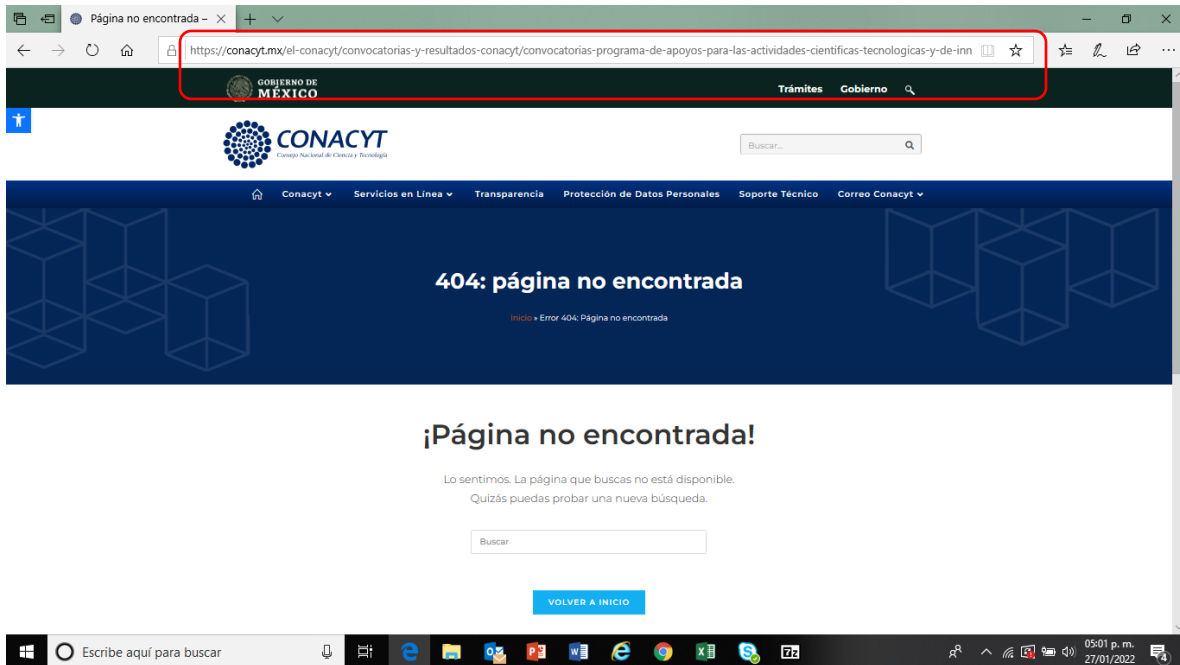 Página no encontrada –
https://conacyt.mx/el-conacyt/convocatorias-y-resultados-conacyt/convocatorias-programa-de-apoyos-para-las-actividades-cientificas-tecnologicas-y-de-inn
GOBIERNO DE
MÉXICO
Trámites Gobierno
CONACYT
Consejo Nacional de Ciencia y Tecnología
Buscar...
Conacyt Servicios en Línea Transparencia Protección de Datos Personales Soporte Técnico Correo Conacyt
404: página no encontrada
Inicio » Error 404: Página no encontrada
¡Página no encontrada!
Lo sentimos. La página que buscas no está disponible.
Quizás puedas probar una nueva búsqueda.
Buscar
VOLVER A INICIO
Escribe aquí para buscar
05:01 p. m.
27/01/2022
4